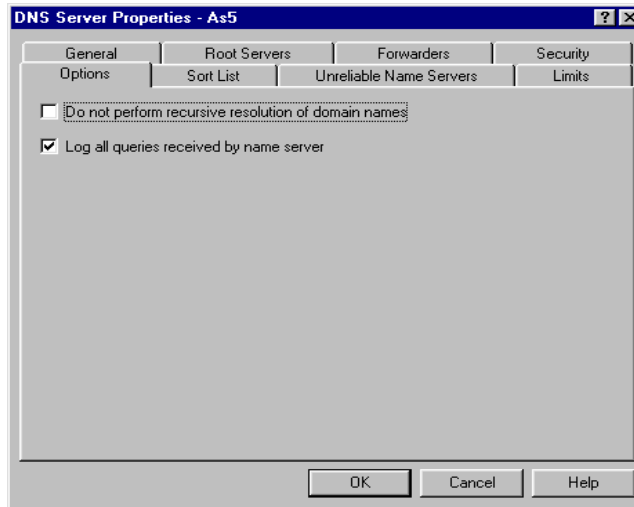 DNS Server Properties - As5
General Root Servers Forwarders Security
Options Sort List Unreliable Name Servers Limits
Do not perform recursive resolution of domain names
Log all queries received by name server
OK Cancel Help